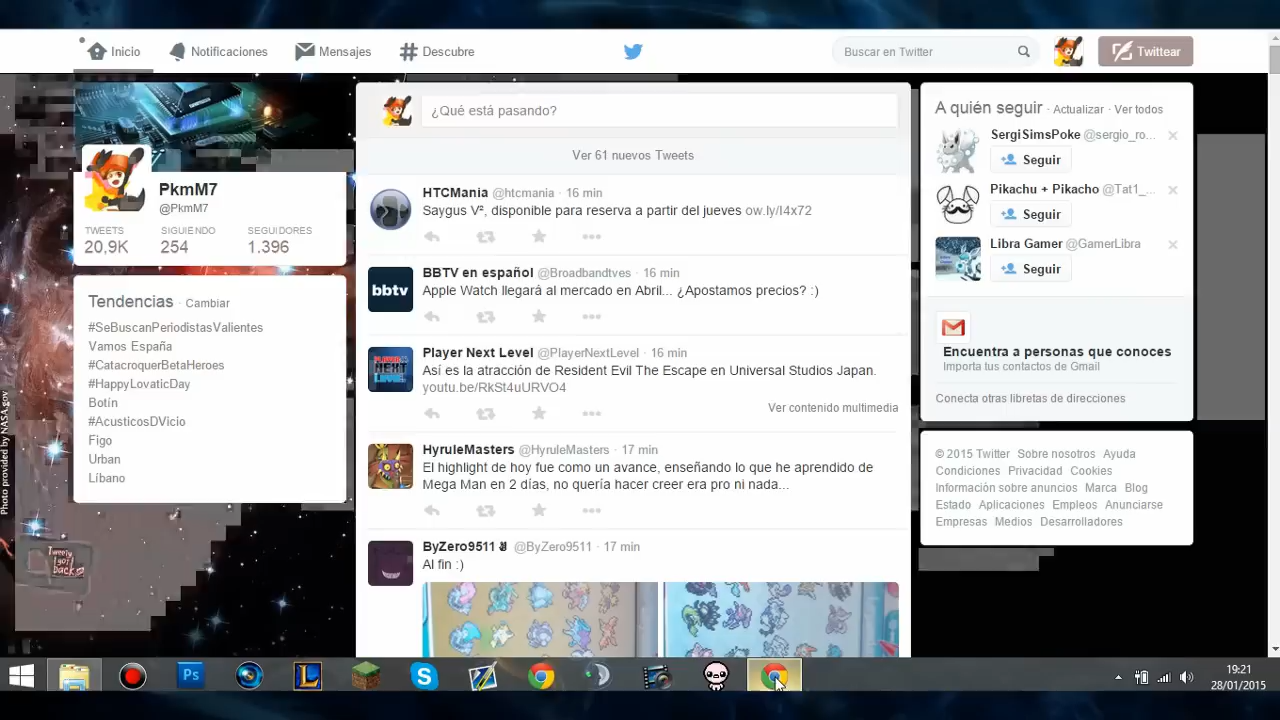 Inicio
Notificaciones
Mensajes
Descubre
Buscar en Twitter
Twittear
PkmM7
@PkmM7
TWEETS SIGUIENDO SEGUIDORES
20,9K 254 1.396
Tendencias · Cambiar
#SeBuscanPeriodistasValientes
Vamos España
#CatacroquerBetaHeroes
#HappyLovaticDay
Botín
#AcusticosDVicio
Figo
Urban
Líbano
Photo provided by NASA.gov
Tweety I got back
¿Qué está pasando?
Ver 61 nuevos Tweets
HTCMania @htcmania · 16 min
Saygus V², disponible para reserva a partir del jueves ow.ly/I4x72
BBTV en español @Broadbandtves · 16 min
bbtv
Apple Watch llegará al mercado en Abril... ¿Apostamos precios? :)
Player Next Level @PlayerNextLevel · 16 min
PLAYER
NEXT
LEVEL
Así es la atracción de Resident Evil The Escape en Universal Studios Japan.
youtu.be/RkSt4uURVO4
Ver contenido multimedia
HyruleMasters @HyruleMasters · 17 min
El highlight de hoy fue como un avance, enseñando lo que he aprendido de
Mega Man en 2 días, no quería hacer creer era pro ni nada...
ByZero9511 @ByZero9511 · 17 min
Al fin :)
A quién seguir · Actualizar · Ver todos
SergiSimsPoke @sergio_ro...
Seguir
Pikachu + Pikacho @Tat1_...
Seguir
Libra Gamer @GamerLibra
Seguir
Encuentra a personas que conoces
Importa tus contactos de Gmail
Conecta otras libretas de direcciones
© 2015 Twitter Sobre nosotros Ayuda
Condiciones Privacidad Cookies
Información sobre anuncios Marca Blog
Estado Aplicaciones Empleos Anunciarse
Empresas Medios Desarrolladores
Ps
L
S
19:21
28/01/2015